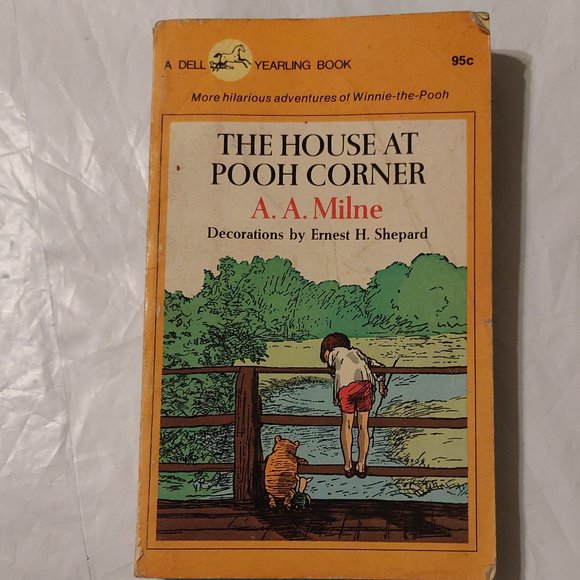 A DELL YEARLING BOOK 95c
More hilarious adventures of Winnie-the-Pooh
THE HOUSE AT
POOH CORNER
A. A. Milne
Decorations by Ernest H. Shepard